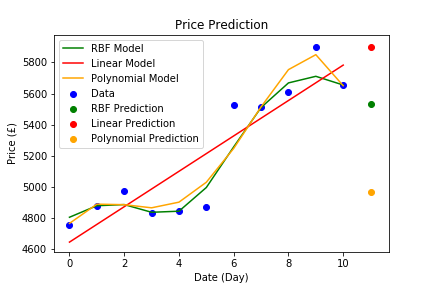 Price Prediction
RBF Model
Linear Model
Polynomial Model
Data
RBF Prediction
Linear Prediction
Polynomial Prediction
5800
5600
5400
5200
5000
4800
4600
Price (£)
0 2 4 6 8 10
Date (Day)